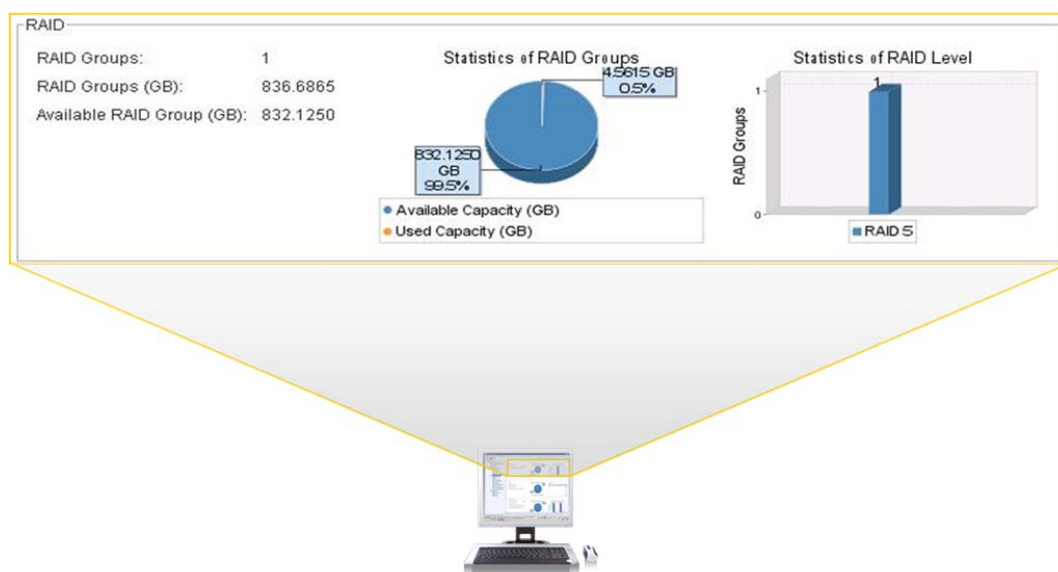 RAID
RAID Groups: 1
RAID Groups (GB): 836.6865
Available RAID Group (GB): 832.1250
Statistics of RAID Groups
4.5615 GB
0.5%
832.1250
GB
99.5%
Available Capacity (GB)
Used Capacity (GB)
Statistics of RAID Level
1
1
RAID Groups
0
RAID 5